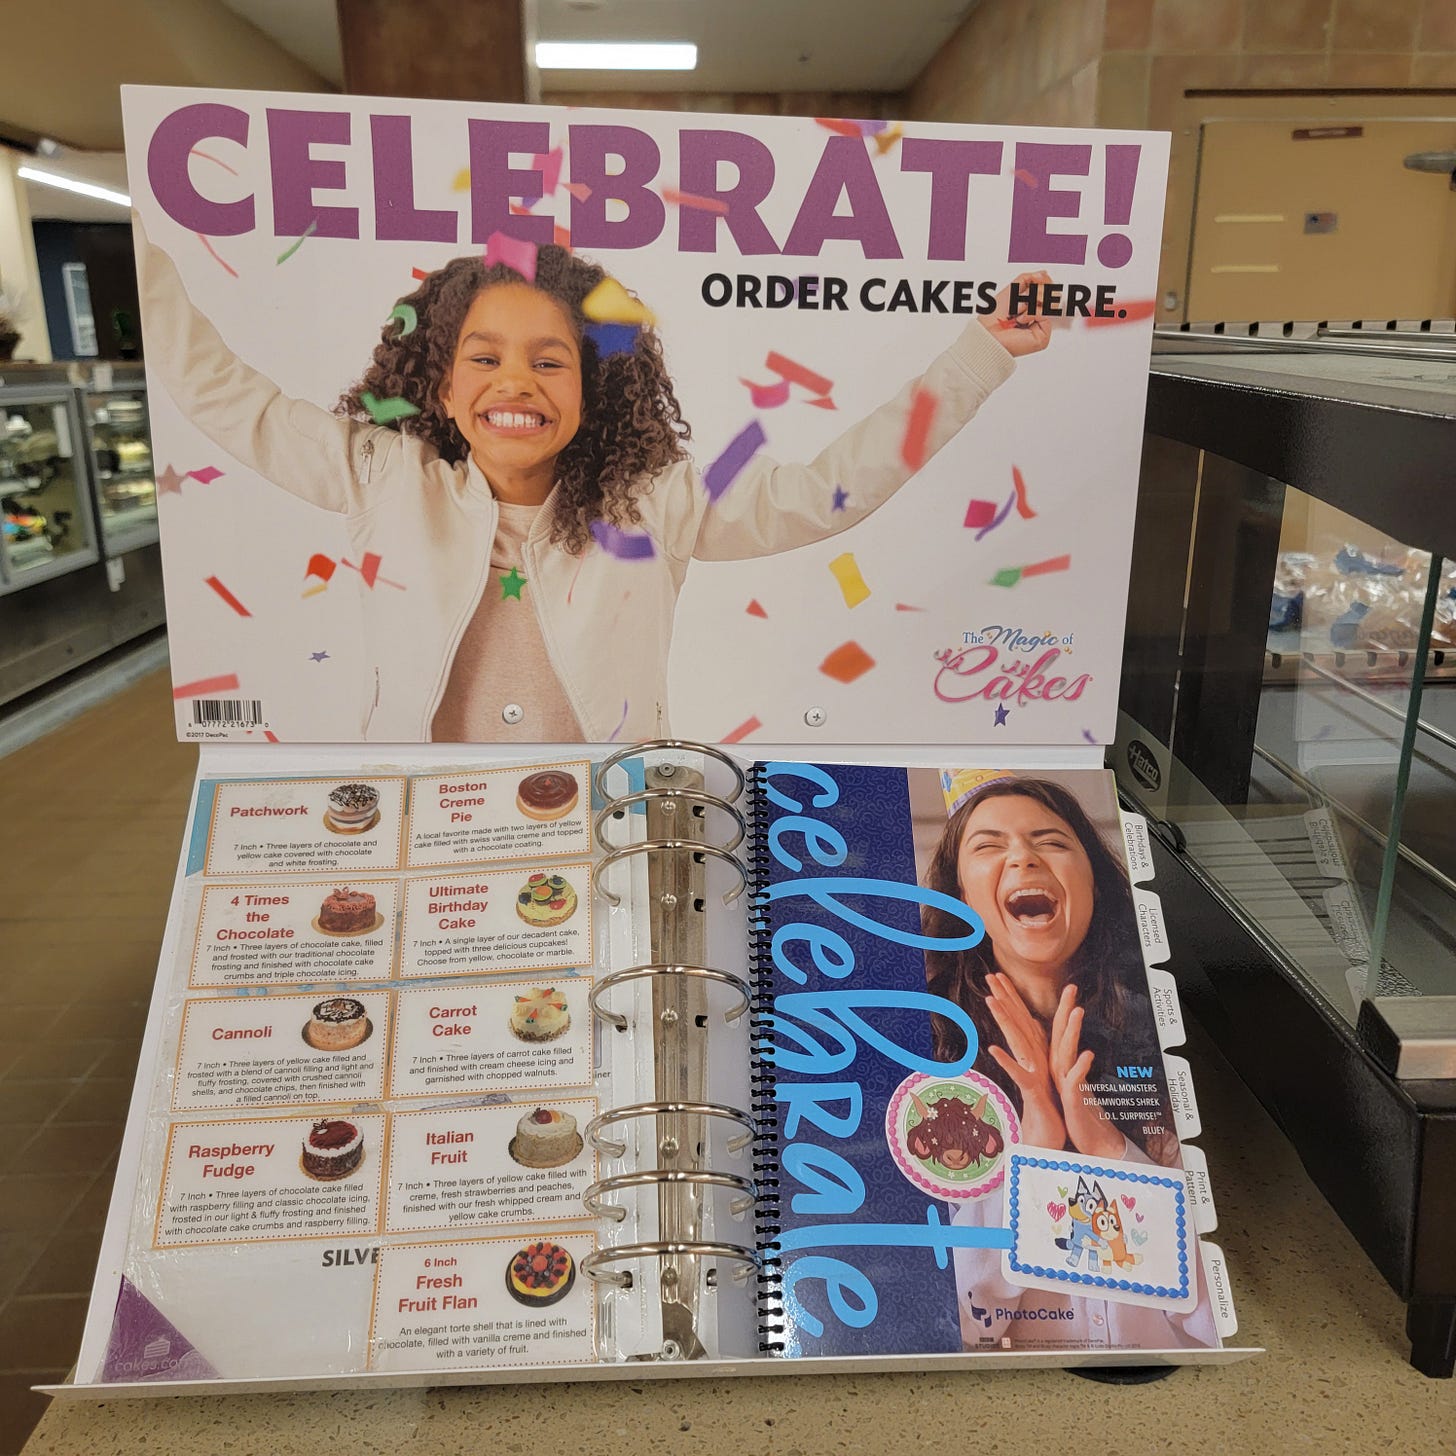 CELEBRATE!
ORDER CAKES HERE.
The Magic of
Cakes
6 07772 21673 0
©2017 DecoPac
Patchwork
7 Inch • Three layers of chocolate and
yellow cake covered with chocolate
and white frosting.
Boston
Creme
Pie
A local favorite made with two layers of yellow
cake filled with swiss vanilla creme and topped
with a chocolate coating.
4 Times
the
Chocolate
7 Inch • Three layers of chocolate cake, filled
and frosted with our traditional chocolate
frosting and finished with chocolate cake
crumbs and triple chocolate icing.
Ultimate
Birthday
Cake
7 Inch • A single layer of our decadent cake,
topped with three delicious cupcakes!
Choose from yellow, chocolate or marble.
Cannoli
7 Inch • Three layers of yellow cake filled and
frosted with a blend of cannoli filling and light and
fluffy frosting, covered with crushed cannoli
shells, and chocolate chips, then finished with
a filled cannoli on top.
Carrot
Cake
7 Inch • Three layers of carrot cake filled
and finished with cream cheese icing and
garnished with chopped walnuts.
Raspberry
Fudge
7 Inch • Three layers of chocolate cake filled
with raspberry filling and classic chocolate icing,
frosted in our light & fluffy frosting and finished
with chocolate cake crumbs and raspberry filling.
Italian
Fruit
7 Inch • Three layers of yellow cake filled with
creme, fresh strawberries and peaches,
finished with our fresh whipped cream and
yellow cake crumbs.
SILVE
6 Inch
Fresh
Fruit Flan
An elegant torte shell that is lined with
chocolate, filled with vanilla creme and finished
with a variety of fruit.
cakes.com
celebrate
NEW
UNIVERSAL MONSTERS
DREAMWORKS SHREK
L.O.L. SURPRISE!™
BLUEY
PhotoCake
BBC
STUDIOS
Birthdays &
Celebrations
Licensed
Characters
Sports &
Activities
Seasonal &
Holiday
Print &
Pattern
Personalize
Hatco